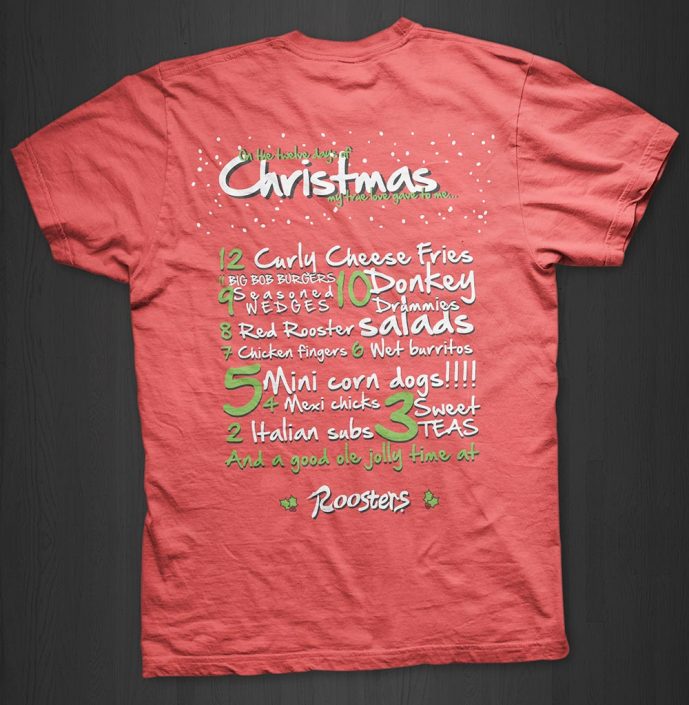 On the twelve days of
Christmas
my true love gave to me...
12 Curly Cheese Fries
11 BIG BOB BURGERS
10 Donkey Drummies
9 Seasoned WEDGES
8 Red Rooster salads
7 Chicken fingers 6 Wet burritos
5 Mini corn dogs!!!!
4 Mexi chicks 3 Sweet TEAS
2 Italian subs
And a good ole jolly time at
Roosters